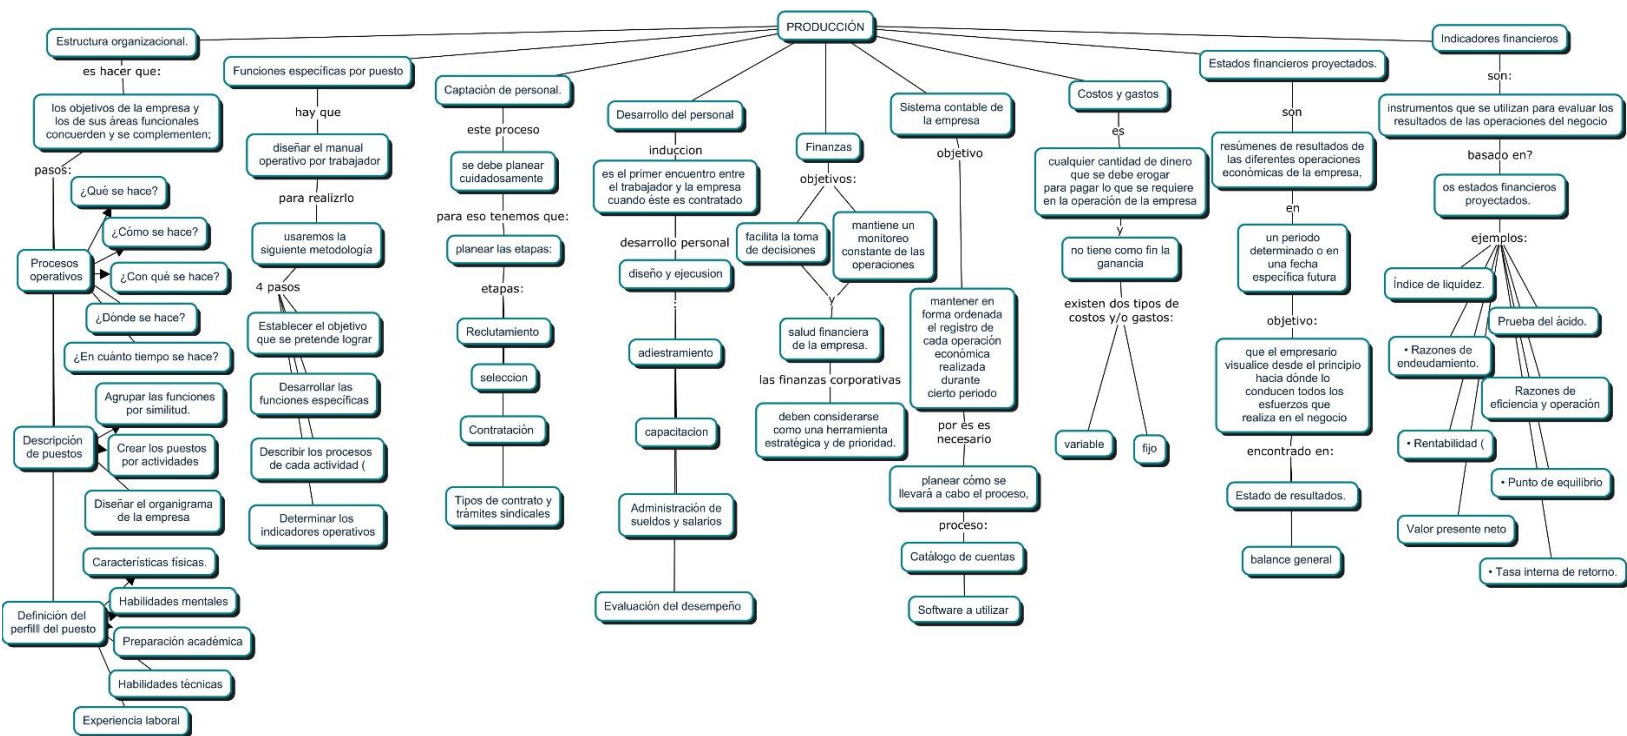 PRODUCCIÓN
Estructura organizacional.
es hacer que:
los objetivos de la empresa y
los de sus áreas funcionales
concuerden y se complementen;
pasos:
Procesos
operativos
¿Qué se hace?
¿Cómo se hace?
¿Con qué se hace?
¿Dónde se hace?
¿En cuánto tiempo se hace?
Descripción
de puestos
Agrupar las funciones
por similitud.
Crear los puestos
por actividades
Diseñar el organigrama
de la empresa
Definición del
perfill del puesto
Características físicas.
Habilidades mentales
Preparación académica
Habilidades técnicas
Experiencia laboral
Funciones específicas por puesto
hay que
diseñar el manual
operativo por trabajador
para realizrlo
usaremos la
siguiente metodología
4 pasos
Establecer el objetivo
que se pretende lograr
Desarrollar las
funciones específicas
Describir los procesos
de cada actividad (
Determinar los
indicadores operativos
Captaciòn de personal.
este proceso
se debe planear
cuidadosamente
para eso tenemos que:
planear las etapas:
etapas:
Reclutamiento
seleccion
Contratación
Tipos de contrato y
trámites sindicales
Desarrollo del personal
induccion
es el primer encuentro entre
el trabajador y la empresa
cuando éste es contratado
desarrollo personal
diseño y ejecusion
:
adiestramiento
capacitacion
Administración de
sueldos y salarios
Evaluación del desempeño
Finanzas
objetivos:
facilita la toma
de decisiones
mantiene un
monitoreo
constante de las
operaciones
y
salud financiera
de la empresa.
las finanzas corporativas
deben considerarse
como una herramienta
estratégica y de prioridad.
Sistema contable de
la empresa
objetivo
mantener en
forma ordenada
el registro de
cada operación
económica
realizada
durante
cierto periodo
por es es
necesario
planear cómo se
llevará a cabo el proceso,
proceso:
Catálogo de cuentas
Software a utilizar
Costos y gastos
es
cualquier cantidad de dinero
que se debe erogar
para pagar lo que se requiere
en la operación de la empresa
y
no tiene como fin la
ganancia
existen dos tipos de
costos y/o gastos:
variable
fijo
Estados financieros proyectados.
son
resúmenes de resultados de
las diferentes operaciones
económicas de la empresa,
en
un periodo
determinado o en
una fecha
específica futura
objetivo:
que el empresario
visualice desde el principio
hacia dónde lo
conducen todos los
esfuerzos que
realiza en el negocio
encontrado en:
Estado de resultados.
balance general
Indicadores financieros
son:
instrumentos que se utilizan para evaluar los
resultados de las operaciones del negocio
basado en?
os estados financieros
proyectados.
ejemplos:
Índice de liquidez.
Prueba del ácido.
• Razones de
endeudamiento.
Razones de
eficiencia y operación
• Rentabilidad (
• Punto de equilibrio
Valor presente neto
• Tasa interna de retorno.